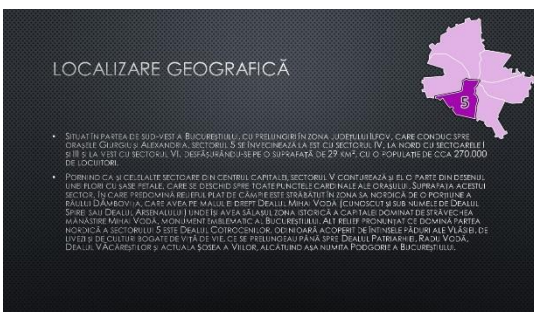 LOCALIZARE GEOGRAFICĂ
5
• SITUAT ÎN PARTEA DE SUD-VEST A BUCUREȘTIULUI, CU PRELUNGIRI ÎN ZONA JUDEȚULUI ILFOV, CARE CONDUC SPRE
ORAȘELE GIURGIU ȘI ALEXANDRIA, SECTORUL 5 SE ÎNVECINEAZĂ LA EST CU SECTORUL IV, LA NORD CU SECTOARELE I
ȘI III ȘI LA VEST CU SECTORUL VI, DESFĂȘURÂNDU-SE PE O SUPRAFAȚĂ DE 29 KM², CU O POPULAȚIE DE CCA 270.000
DE LOCUITORI.
• PORNIND CA ȘI CELELALTE SECTOARE DIN CENTRUL CAPITALEI, SECTORUL V CONTUREAZĂ ȘI EL O PARTE DIN DESENUL
UNEI FLORI CU ȘASE PETALE, CARE SE DESCHID SPRE TOATE PUNCTELE CARDINALE ALE ORAȘULUI. SUPRAFAȚA ACESTUI
SECTOR, ÎN CARE PREDOMINĂ RELIEFUL PLAT DE CÂMPIE ESTE STRĂBĂTUT ÎN ZONA SA NORDICĂ DE O PORȚIUNE A
RÂULUI DÂMBOVIȚA, CARE AVEA PE MALUL EI DREPT DEALUL MIHAI VODĂ (CUNOSCUT ȘI SUB NUMELE DE DEALUL
SPIREI SAU DEALUL ARSENALULUI) UNDE ÎȘI AVEA SĂLAȘUL ZONA ISTORICĂ A CAPITALEI DOMINAT DE STRĂVECHEA
MĂNĂSTIRE MIHAI VODĂ, MONUMENT EMBLEMATIC AL BUCUREȘTIULUI. ALT RELIEF PRONUNȚAT CE DOMINĂ PARTEA
NORDICĂ A SECTORULUI 5 ESTE DEALUL COTROCENILOR, ODINIOARĂ ACOPERIT DE ÎNTINSELE PĂDURI ALE VLĂSIEI, DE
LIVEZI ȘI DE CULTURI BOGATE DE VIȚĂ DE VIE, CE SE PRELUNGEAU PÂNĂ SPRE DEALUL PATRIARHIEI, RADU VODĂ,
DEALUL VĂCĂREȘTILOR ȘI ACTUALA ȘOSEA A VIILOR, ALCĂTUIND AȘA NUMITA PODGORIE A BUCUREȘTIULUI.